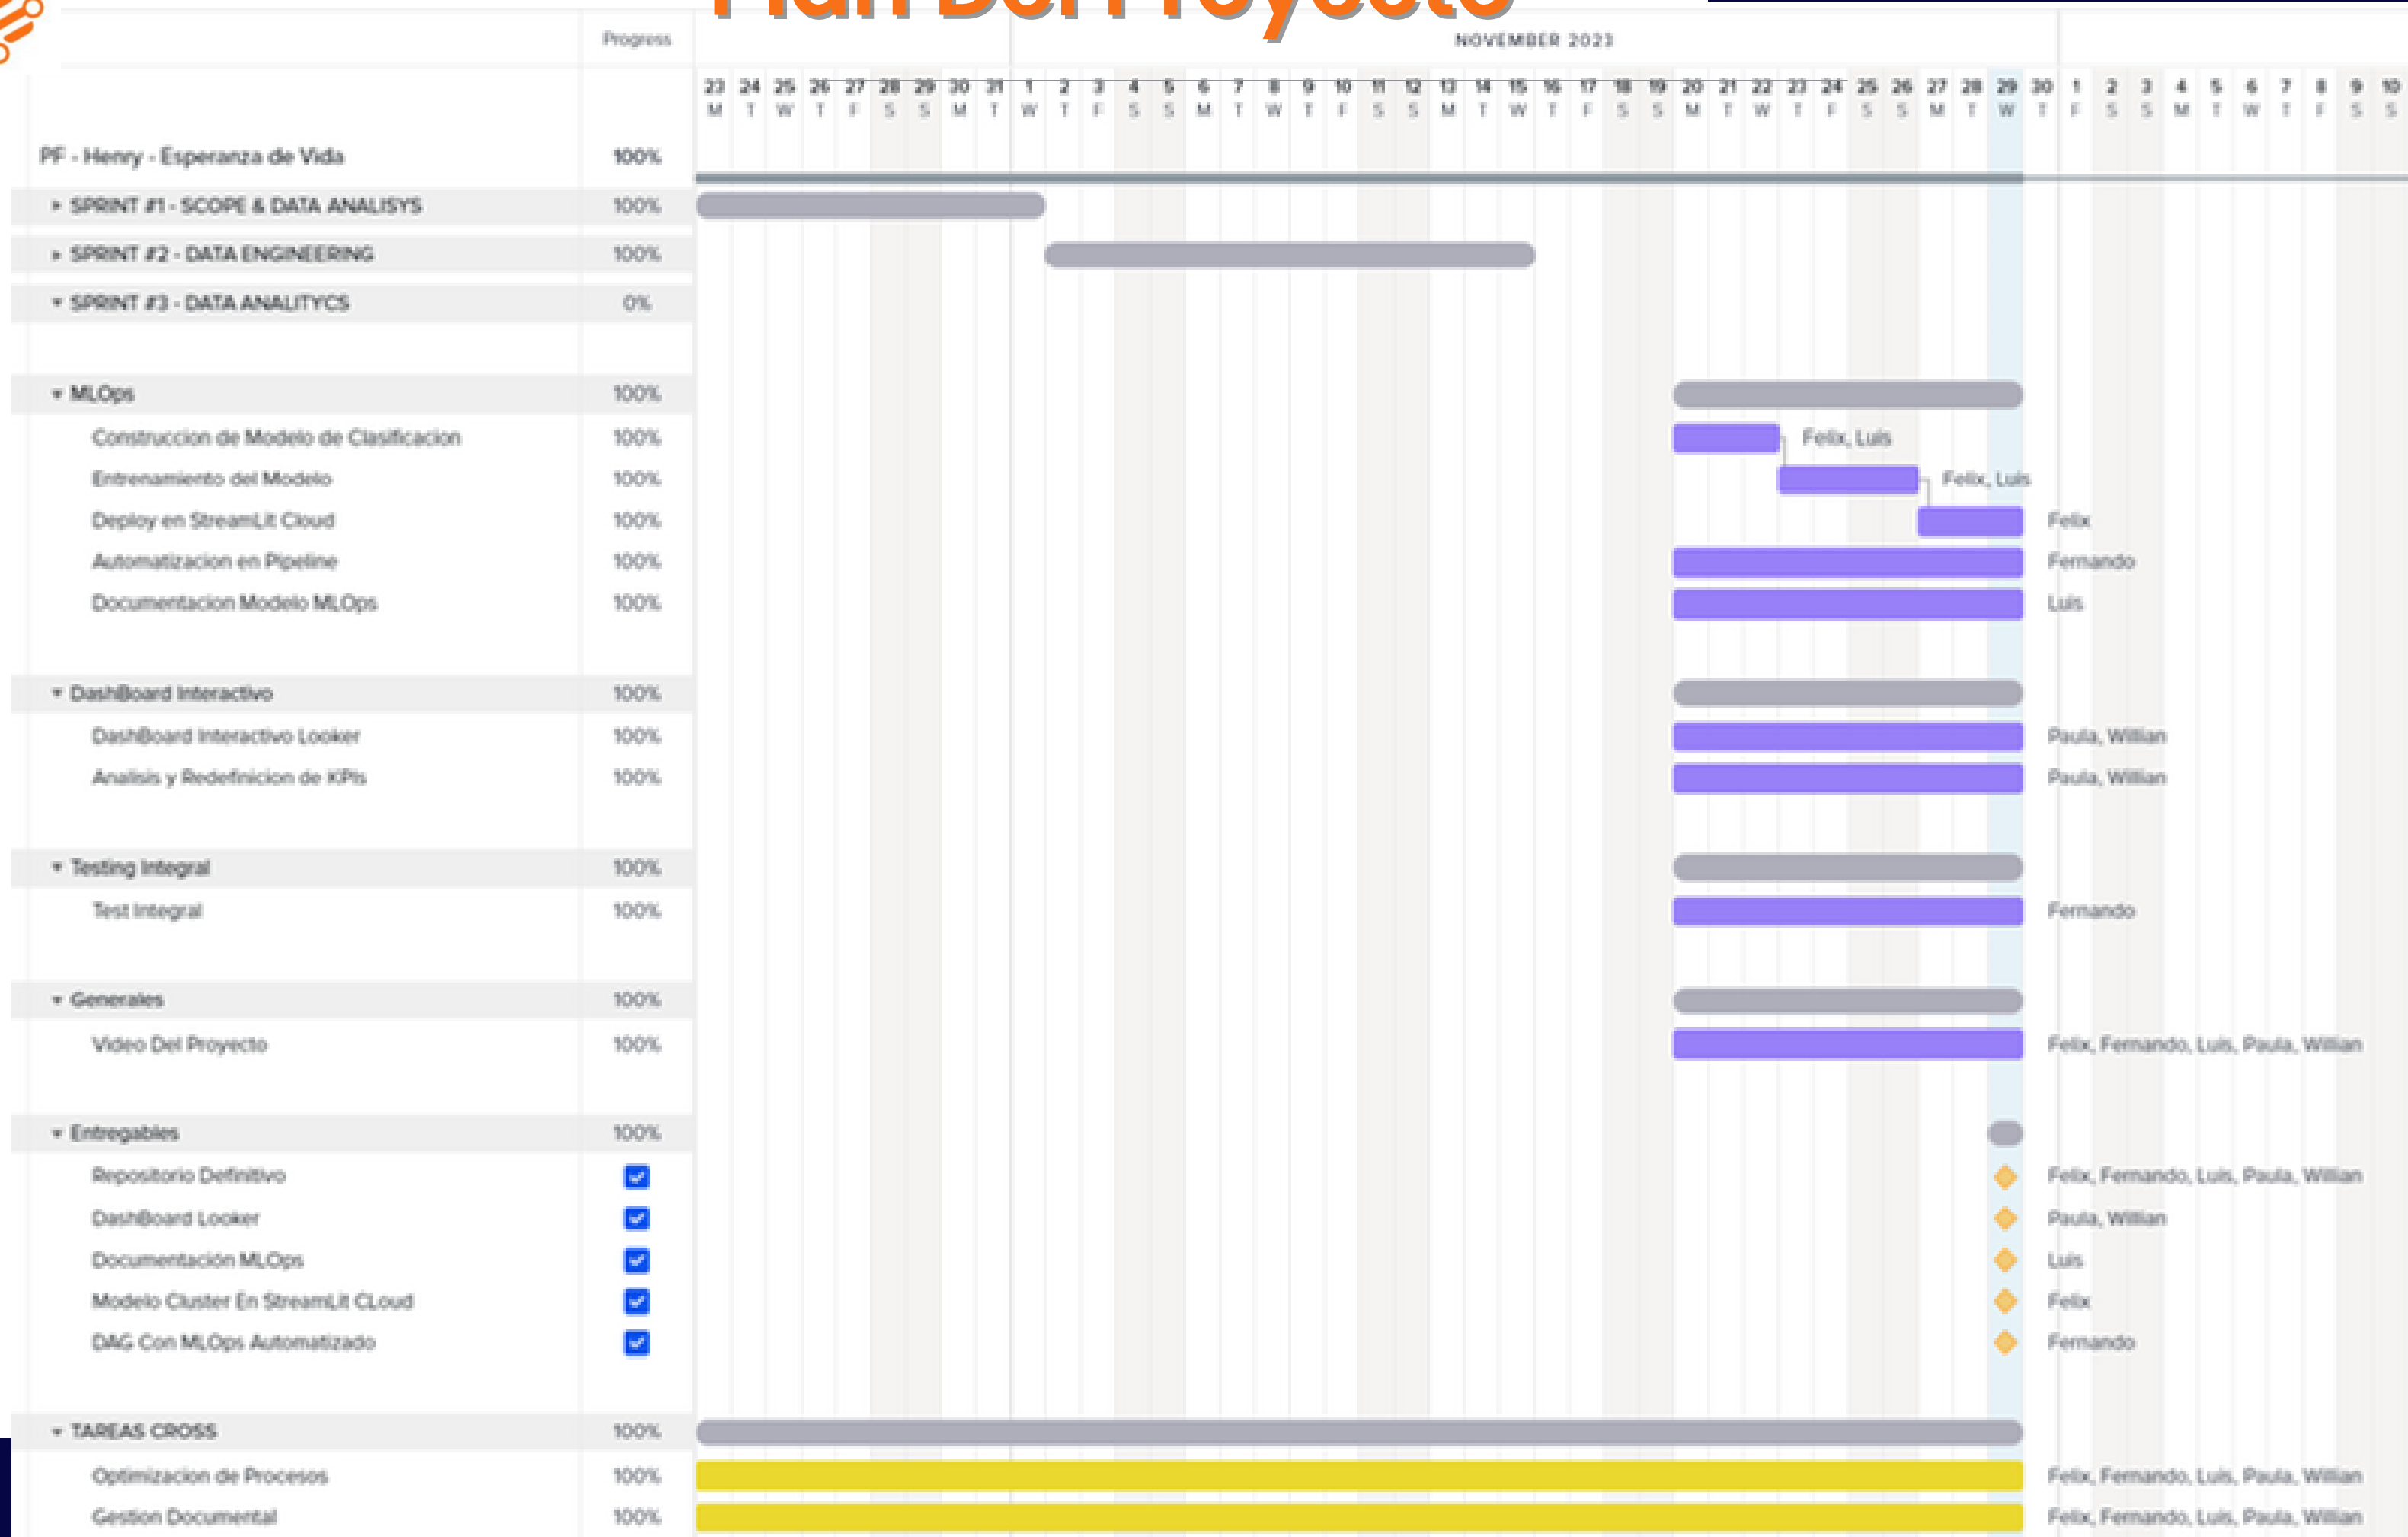 Plan Del Proyecto
Progress NOVEMBER 2023
23 24 25 26 27 28 29 30 31 1 2 3 4 5 6 7 8 9 10 11 12 13 14 15 16 17 18 19 20 21 22 23 24 25 26 27 28 29 30 1 2 3 4 5 6 7 8 9 10
M T W T F S S M T W T F S S M T W T F S S M T W T F S S M T W T F S S M T W T F S S M T W T F S S
PF - Henry - Esperanza de Vida 100%
SPRINT #1 - SCOPE & DATA ANALISYS 100%
SPRINT #2 - DATA ENGINEERING 100%
SPRINT #3 - DATA ANALITYCS 0%
MLOps 100%
Construccion de Modelo de Clasificacion 100% Felix, Luis
Entrenamiento del Modelo 100% Felix, Luis
Deploy en StreamLit Cloud 100% Felix
Automatizacion en Pipeline 100% Fernando
Documentacion Modelo MLOps 100% Luis
DashBoard Interactivo 100%
DashBoard Interactivo Looker 100% Paula, Willian
Analisis y Redefinicion de KPIs 100% Paula, Willian
Testing Integral 100%
Test Integral 100% Fernando
Generales 100%
Video Del Proyecto 100% Felix, Fernando, Luis, Paula, Willian
Entregables 100%
Repositorio Definitivo Felix, Fernando, Luis, Paula, Willian
DashBoard Looker Paula, Willian
Documentación MLOps Luis
Modelo Cluster En StreamLit CLoud Felix
DAG Con MLOps Automatizado Fernando
TAREAS CROSS 100%
Optimizacion de Procesos 100% Felix, Fernando, Luis, Paula, Willian
Gestion Documental 100% Felix, Fernando, Luis, Paula, Willian